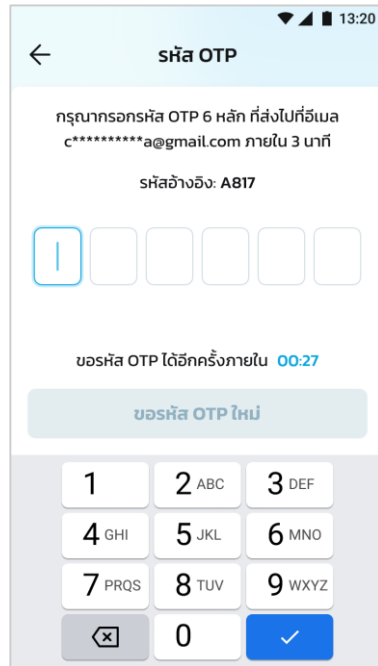 13:20
รหัส OTP
กรุณากรอกรหัส OTP 6 หลัก ที่ส่งไปที่อีเมล
c**********a@gmail.com ภายใน 3 นาที
รหัสอ้างอิง: A817
ขอรหัส OTP ได้อีกครั้งภายใน 00:27
ขอรหัส OTP ใหม่
1 2 ABC 3 DEF
4 GHI 5 JKL 6 MNO
7 PRQS 8 TUV 9 WXYZ
0